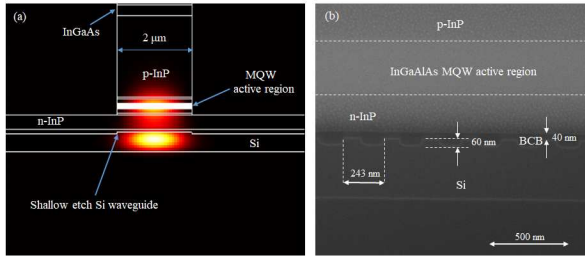 (a)
InGaAs
2 μm
p-InP
MQW
active region
n-InP
Si
Shallow etch Si waveguide
(b)
p-InP
InGaAlAs MQW active region
n-InP
60 nm
BCB
40 nm
243 nm
Si
500 nm